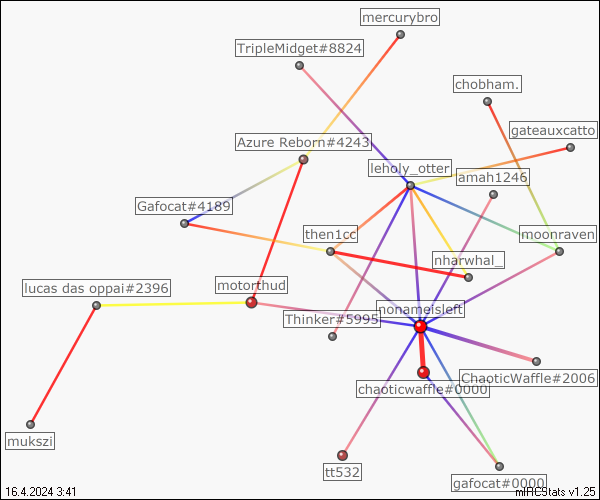 mercurybro
TripleMidget#8824
chobham.
gateauxcatto
Azure Reborn#4243
leholy_otter
amah1246
Gafocat#4189
then1cc
moonraven
nharwhal_
lucas das oppai#2396
motorthud
nonameisleft
Thinker#5995
ChaoticWaffle#2006
chaoticwaffle#0000
mukszi
tt532
gafocat#0000
16.4.2024 3:41
mIRCStats v1.25